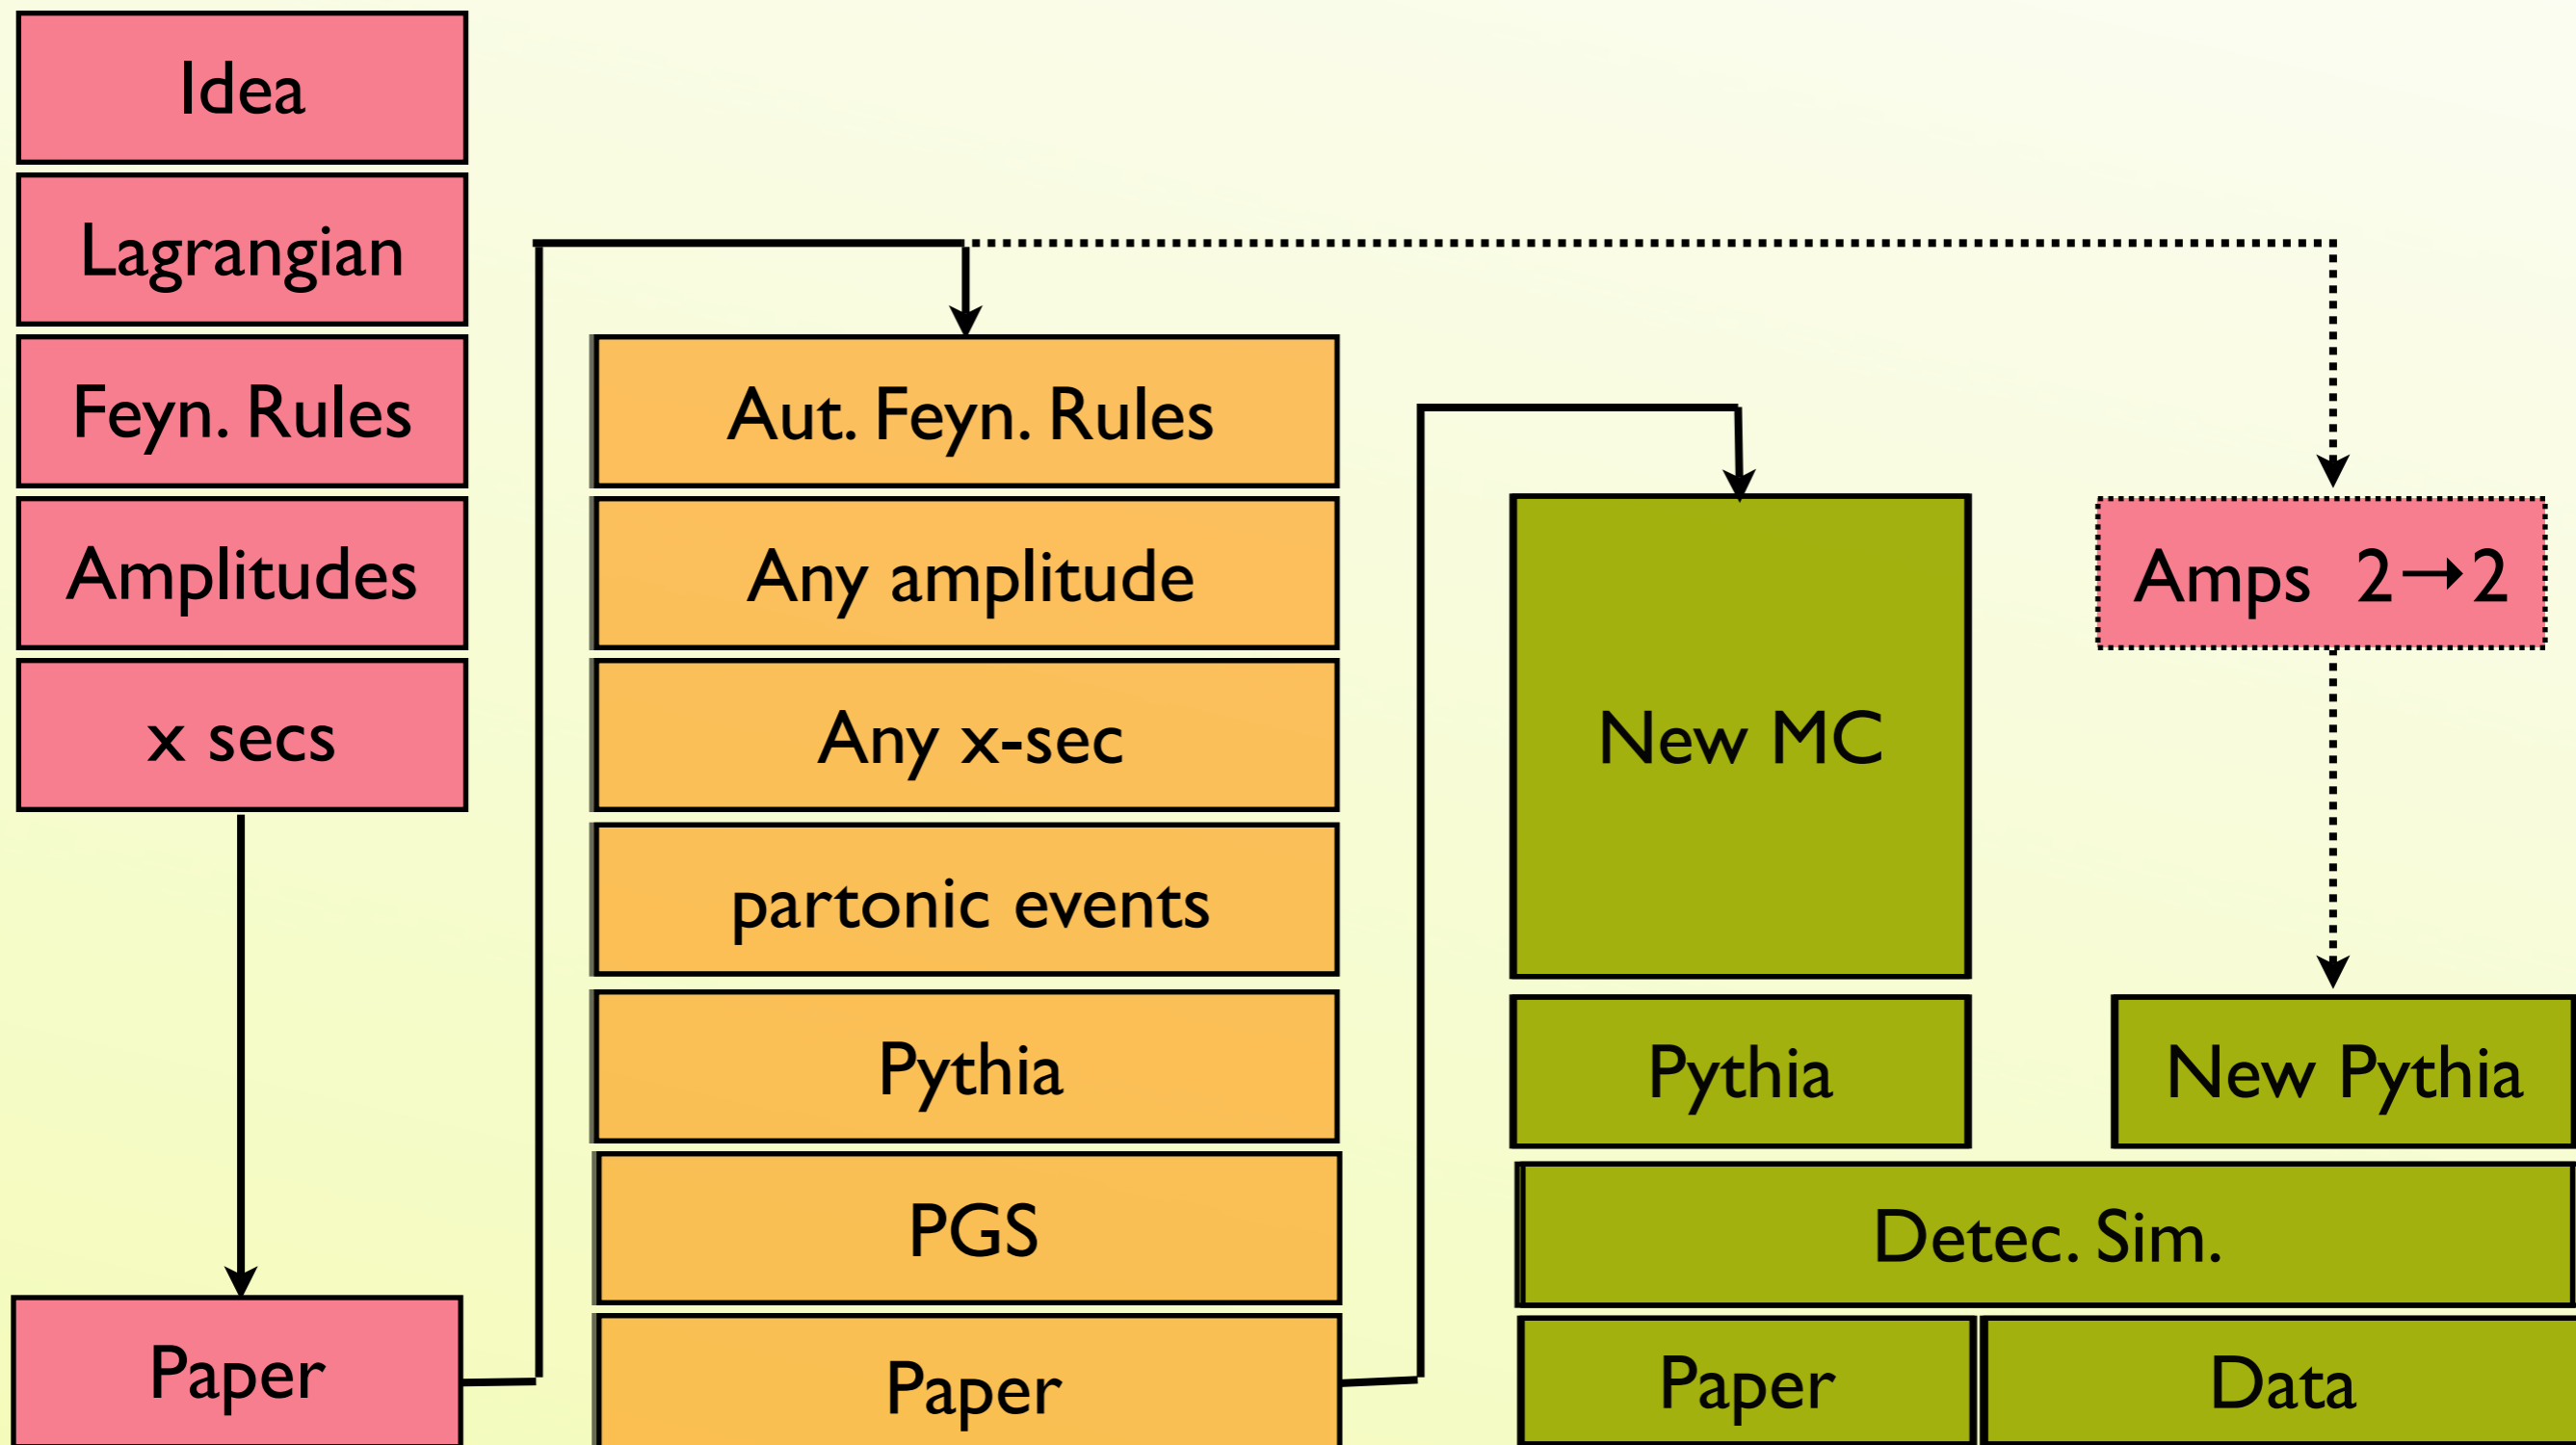 Idea
Lagrangian
Feyn. Rules
Amplitudes
x secs
Paper
Aut. Feyn. Rules
Any amplitude
Any x-sec
partonic events
Pythia
PGS
Paper
New MC
Pythia
Amps 2→2
New Pythia
Detec. Sim.
Paper
Data